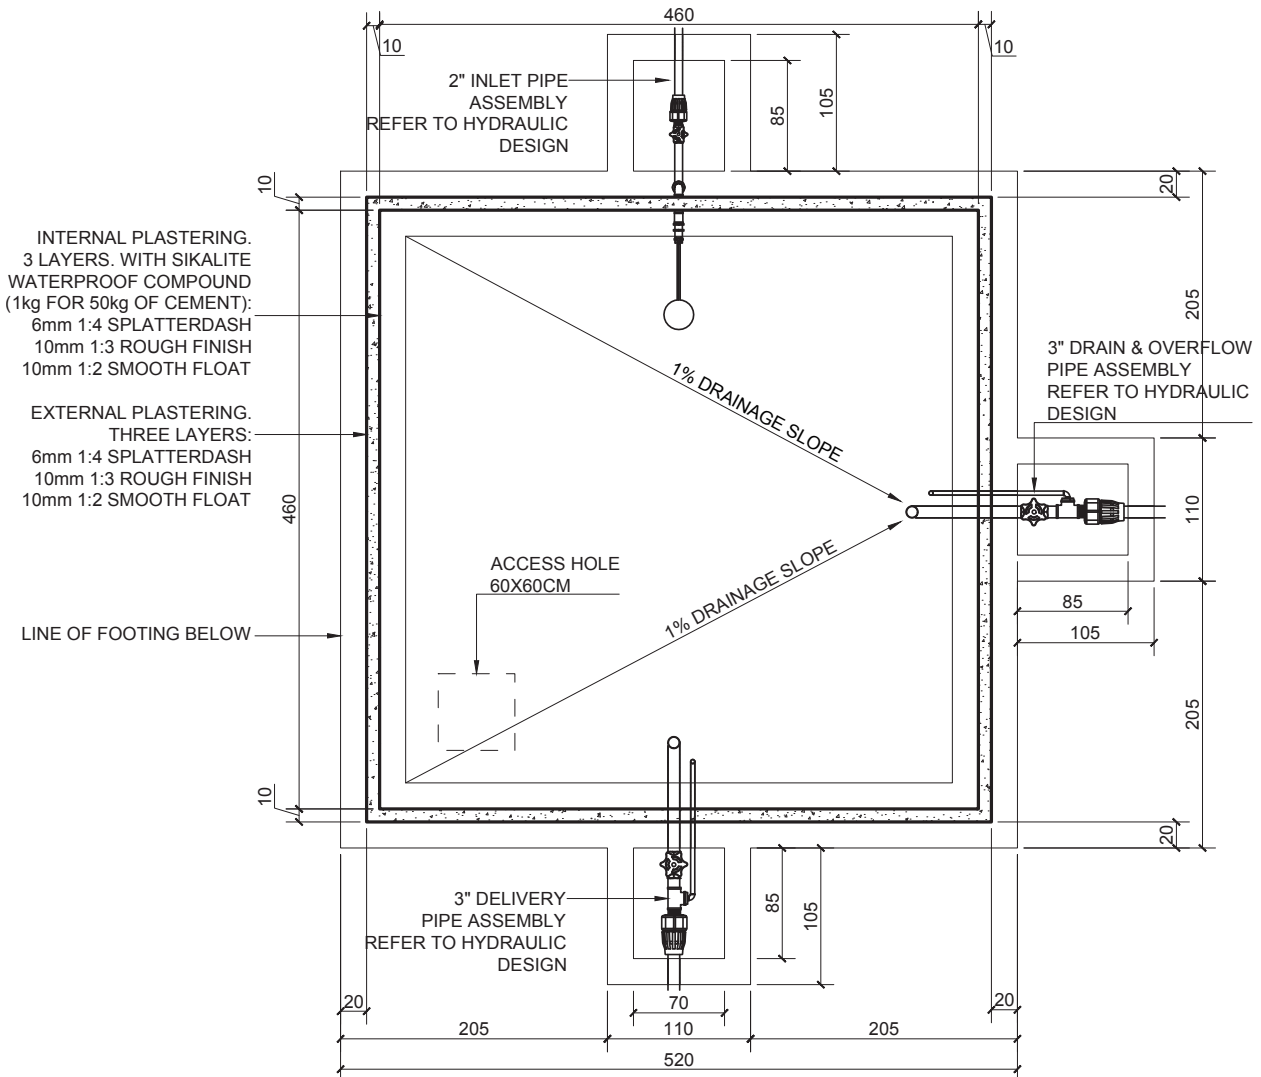 460
10
10
2" INLET PIPE
ASSEMBLY
REFER TO HYDRAULIC
DESIGN
85
105
10
20
INTERNAL PLASTERING.
3 LAYERS. WITH SIKALITE
WATERPROOF COMPOUND
(1kg FOR 50kg OF CEMENT):
6mm 1:4 SPLATTERDASH
10mm 1:3 ROUGH FINISH
10mm 1:2 SMOOTH FLOAT
EXTERNAL PLASTERING.
THREE LAYERS:
6mm 1:4 SPLATTERDASH
10mm 1:3 ROUGH FINISH
10mm 1:2 SMOOTH FLOAT
460
205
3" DRAIN & OVERFLOW
PIPE ASSEMBLY
REFER TO HYDRAULIC
DESIGN
1% DRAINAGE SLOPE
110
ACCESS HOLE
60X60CM
1% DRAINAGE SLOPE
85
105
LINE OF FOOTING BELOW
205
10
20
3" DELIVERY
PIPE ASSEMBLY
REFER TO HYDRAULIC
DESIGN
85
105
20
70
20
205
110
205
520